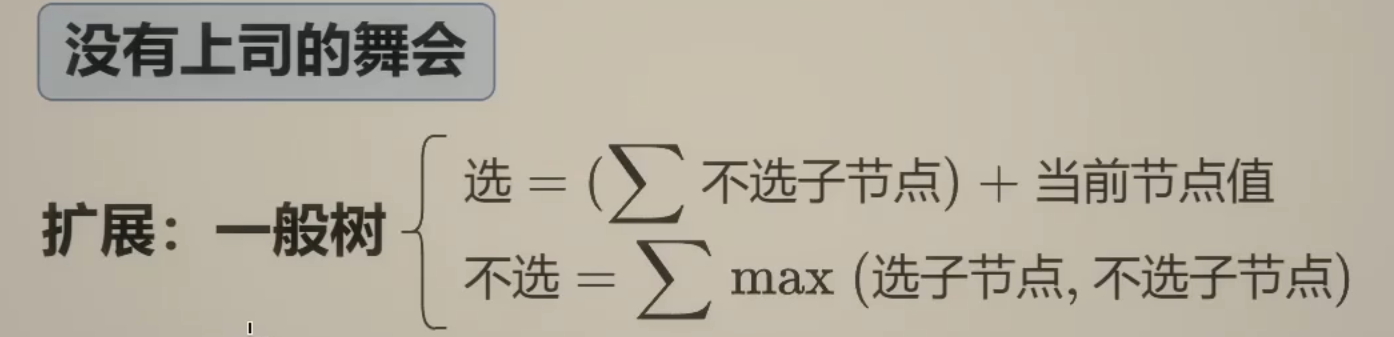 没有上司的舞会
选 = (∑ 不选子节点) + 当前节点值
扩展：一般树
不选 = ∑ max (选子节点, 不选子节点)